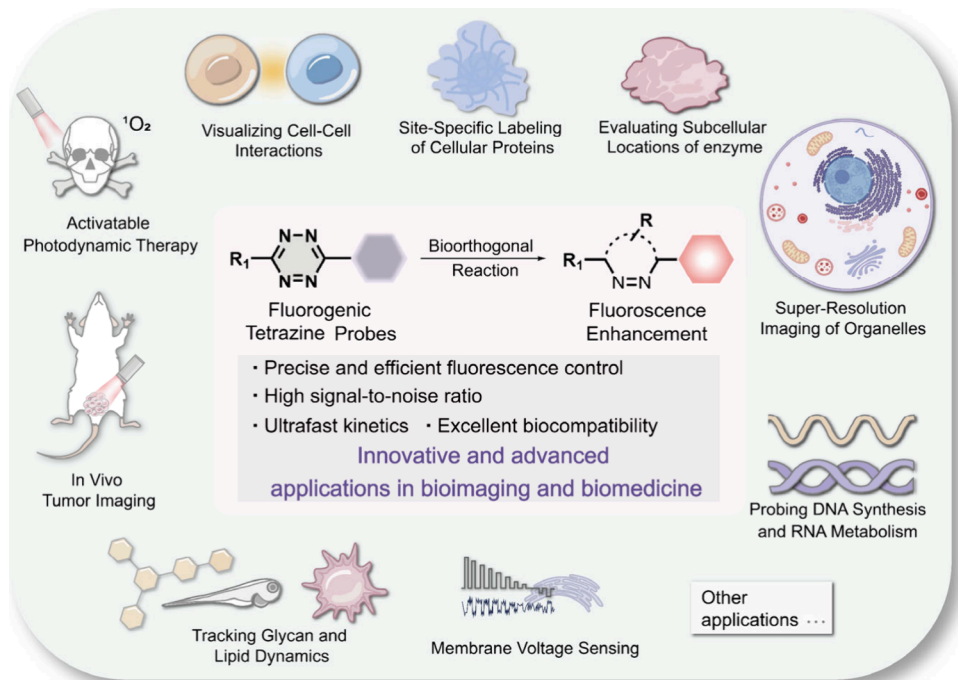 Visualizing Cell-Cell
Interactions
Site-Specific Labeling
of Cellular Proteins
Evaluating Subcellular
Locations of enzyme
¹O₂
Activatable
Photodynamic Therapy
Super-Resolution
Imaging of Organelles
N-N
R₁
N=N
Fluorogenic
Tetrazine Probes
Bioorthogonal
Reaction
R
R₁
N=N
Fluoroscence
Enhancement
· Precise and efficient fluorescence control
· High signal-to-noise ratio
· Ultrafast kinetics · Excellent biocompatibility
Innovative and advanced
applications in bioimaging and biomedicine
In Vivo
Tumor Imaging
Probing DNA Synthesis
and RNA Metabolism
Tracking Glycan and
Lipid Dynamics
Membrane Voltage Sensing
Other
applications ...